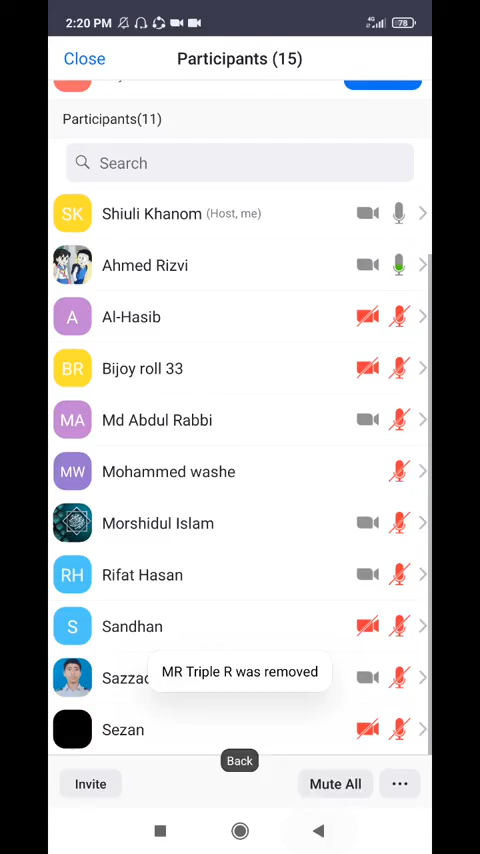 2:20 PM
4G
78
Close
Participants (15)
Participants(11)
Search
SK
Shiuli Khanom (Host, me)
Ahmed Rizvi
A
Al-Hasib
BR
Bijoy roll 33
MA
Md Abdul Rabbi
MW
Mohammed washe
Morshidul Islam
RH
Rifat Hasan
S
Sandhan
MR Triple R was removed
Sezan
Back
Invite
Mute All